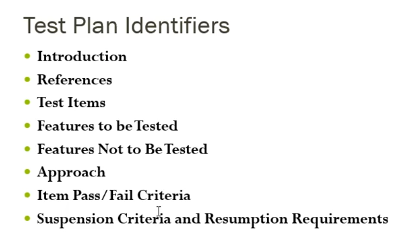 Test Plan Identifiers
Introduction
References
Test Items
Features to be Tested
Features Not to Be Tested
Approach
Item Pass/Fail Criteria
Suspension Criteria and Resumption Requirements